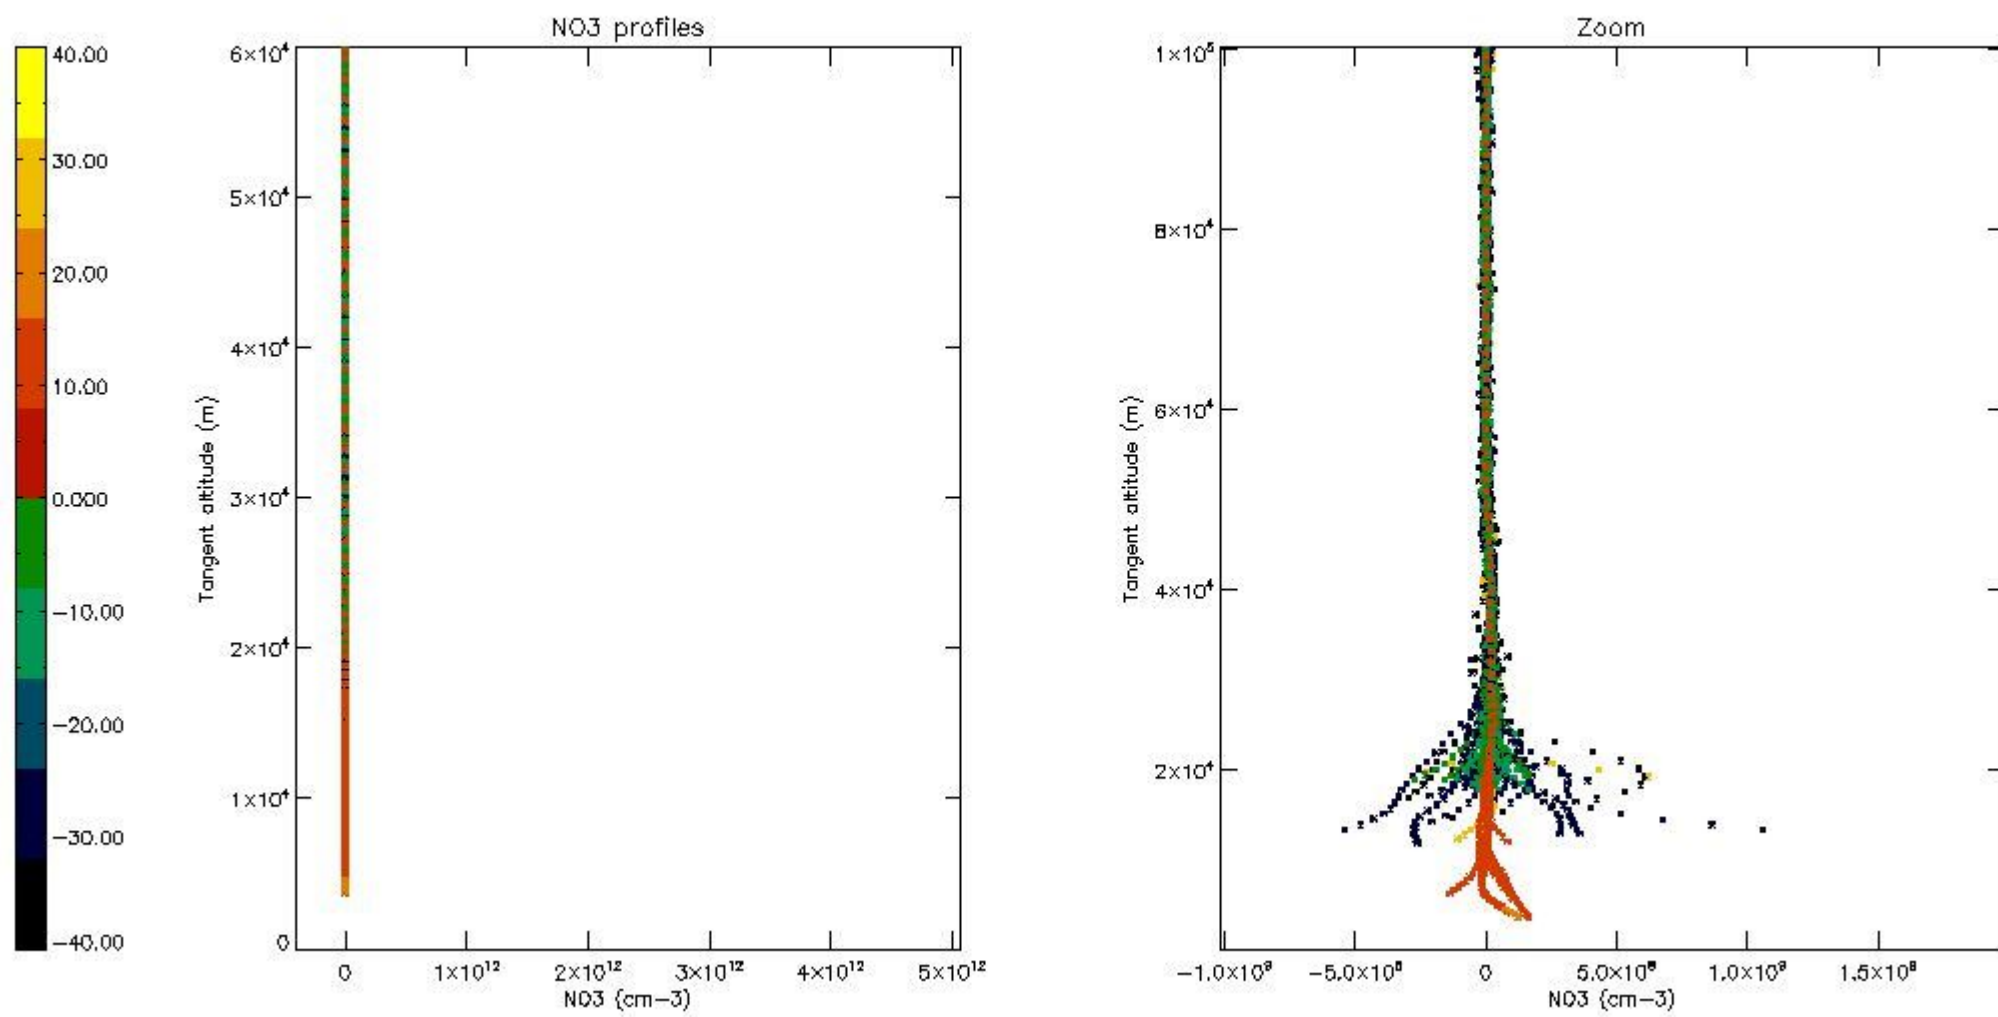 NO3 profiles
40.00
30.00
20.00
10.00
0.000
−10.00
−20.00
−30.00
−40.00
Tangent altitude (m)
6×10⁴
5×10⁴
4×10⁴
3×10⁴
2×10⁴
1×10⁴
0
0 1×10¹² 2×10¹² 3×10¹² 4×10¹² 5×10¹²
NO3 (cm−3)
Zoom
Tangent altitude (m)
1×10⁵
8×10⁴
6×10⁴
4×10⁴
2×10⁴
−1.0×10⁹ −5.0×10⁸ 0 5.0×10⁸ 1.0×10⁹ 1.5×10⁹
NO3 (cm−3)